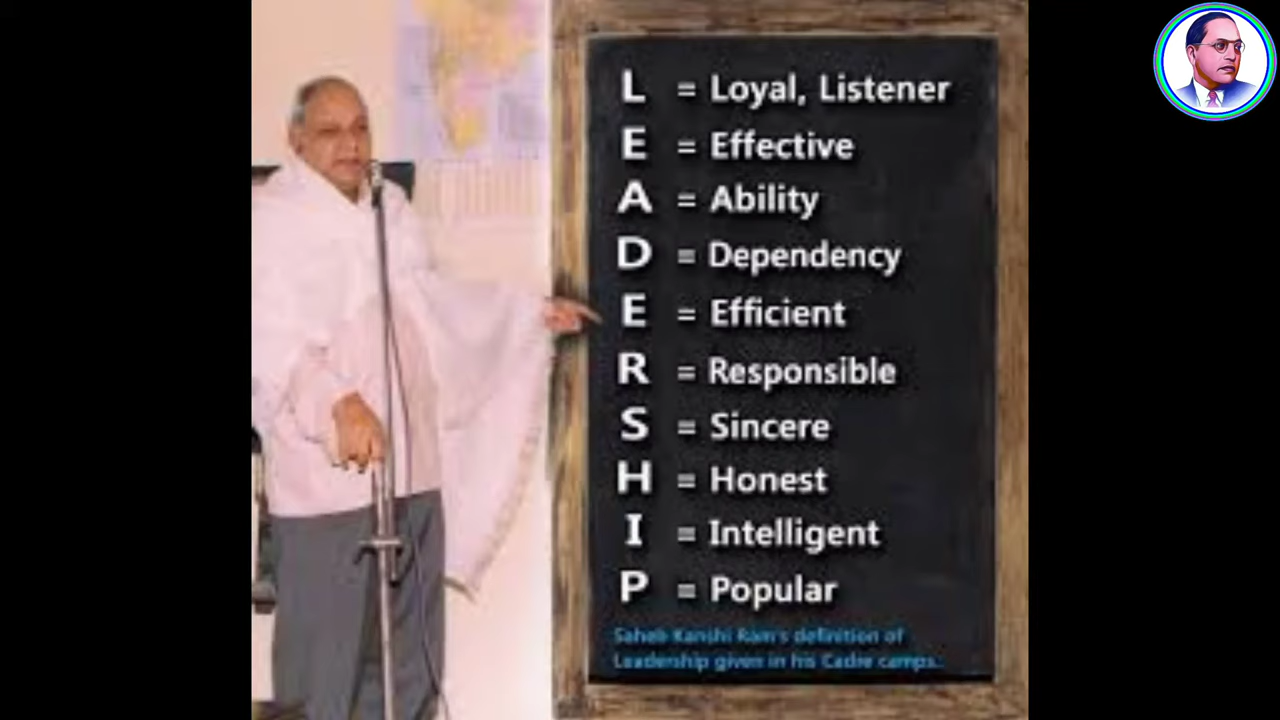 L = Loyal, Listener
E = Effective
A = Ability
D = Dependency
E = Efficient
R = Responsible
S = Sincere
H = Honest
I = Intelligent
P = Popular
Saheb Kanshi Ram's definition of
Leadership given in his Cadre camps.